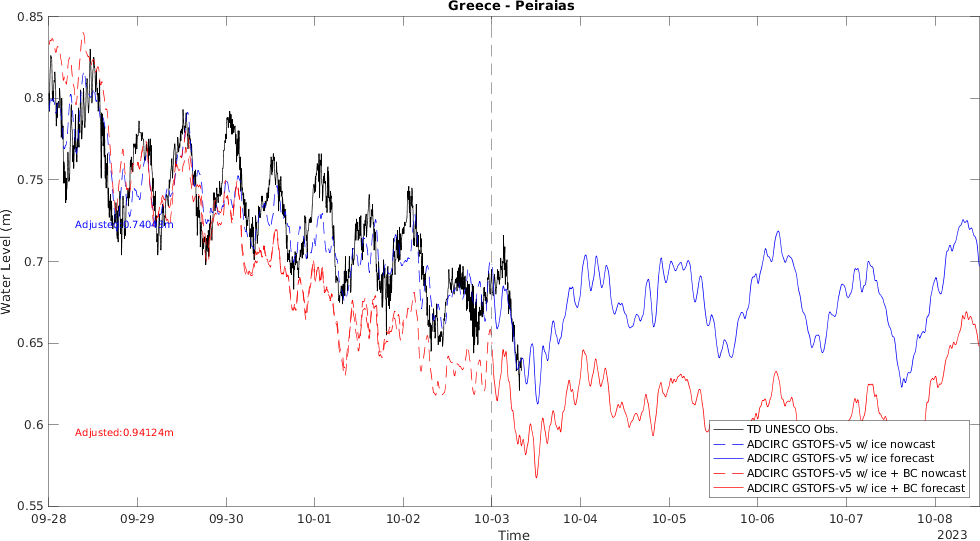 Greece - Peiraias
Water Level (m)
0.85
0.8
0.75
0.7
0.65
0.6
0.55
Adjusted:0.94124m
TD UNESCO Obs.
ADCIRC GSTOFS-v5 w/ ice nowcast
ADCIRC GSTOFS-v5 w/ ice forecast
ADCIRC GSTOFS-v5 w/ ice + BC nowcast
ADCIRC GSTOFS-v5 w/ ice + BC forecast
09-28 09-29 09-30 10-01 10-02 10-03 10-04 10-05 10-06 10-07 10-08
Time
2023